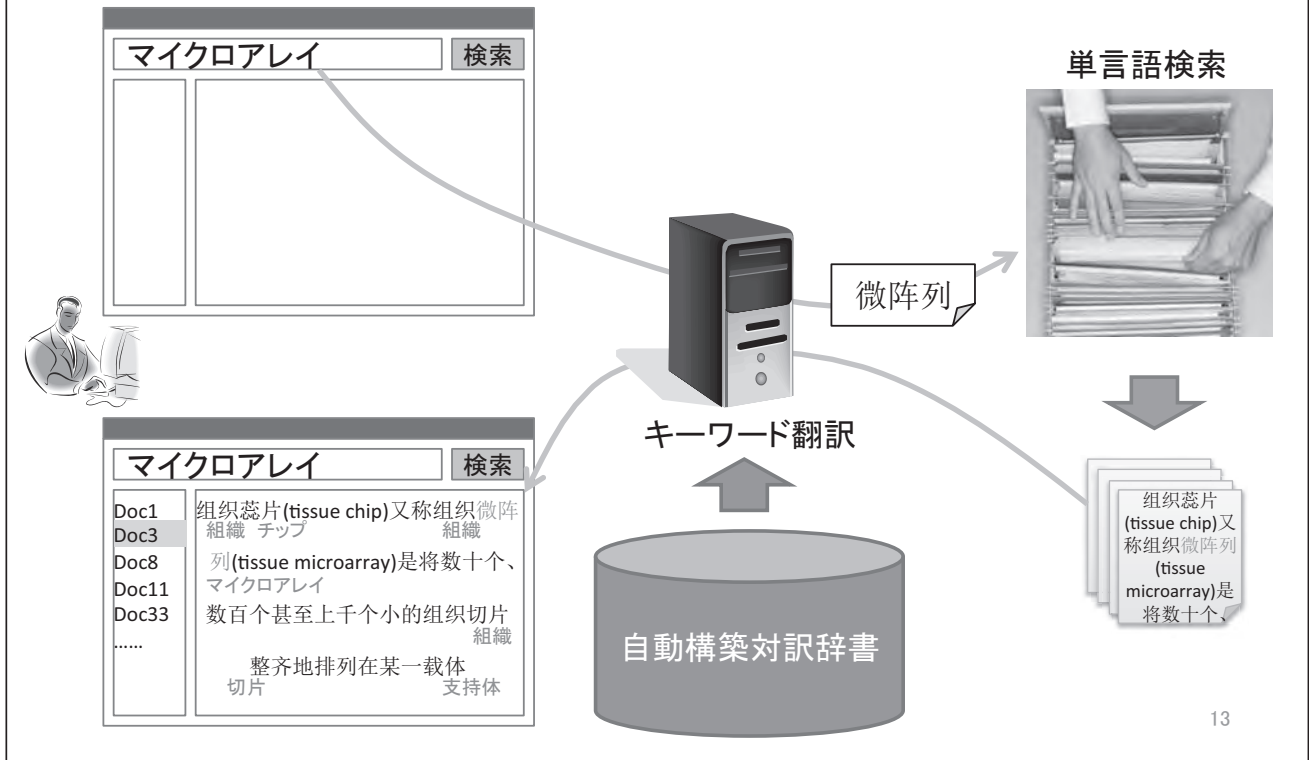 マイクロアレイ 検索
単言語検索
微阵列
キーワード翻訳
自動構築対訳辞書
マイクロアレイ 検索
Doc1
Doc3
Doc8
Doc11
Doc33
......
组织蕊片(tissue chip)又称组织微阵
組織 チップ 組織
列(tissue microarray)是将数十个、
マイクロアレイ
数百个甚至上千个小的组织切片
組織
整齐地排列在某一载体
切片 支持体
组织蕊片
(tissue chip)又
称组织微阵列
(tissue
microarray)是
将数十个、
13